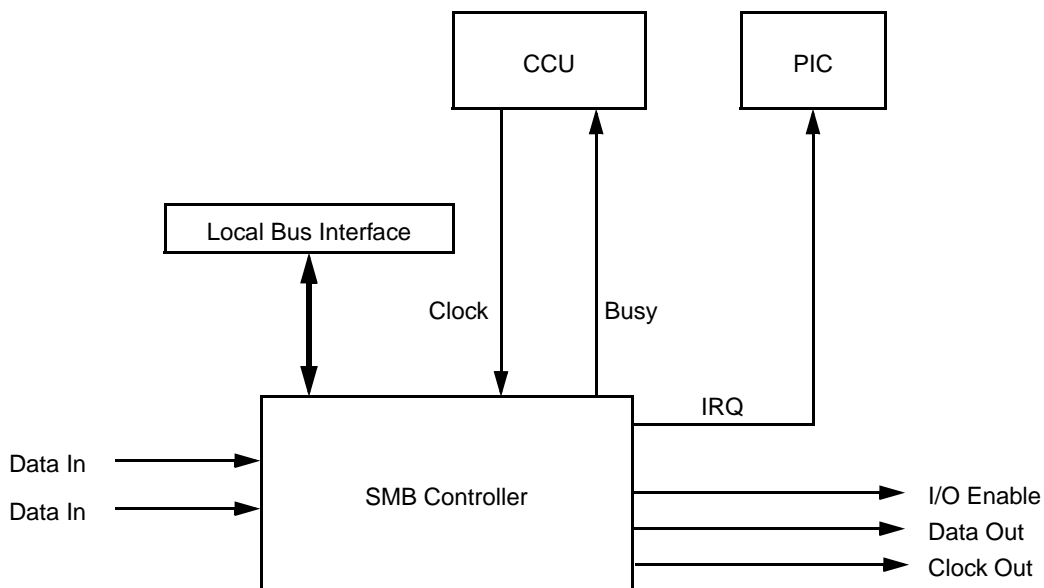 CCU
PIC
Local Bus Interface
Clock
Busy
IRQ
Data In
Data In
SMB Controller
I/O Enable
Data Out
Clock Out